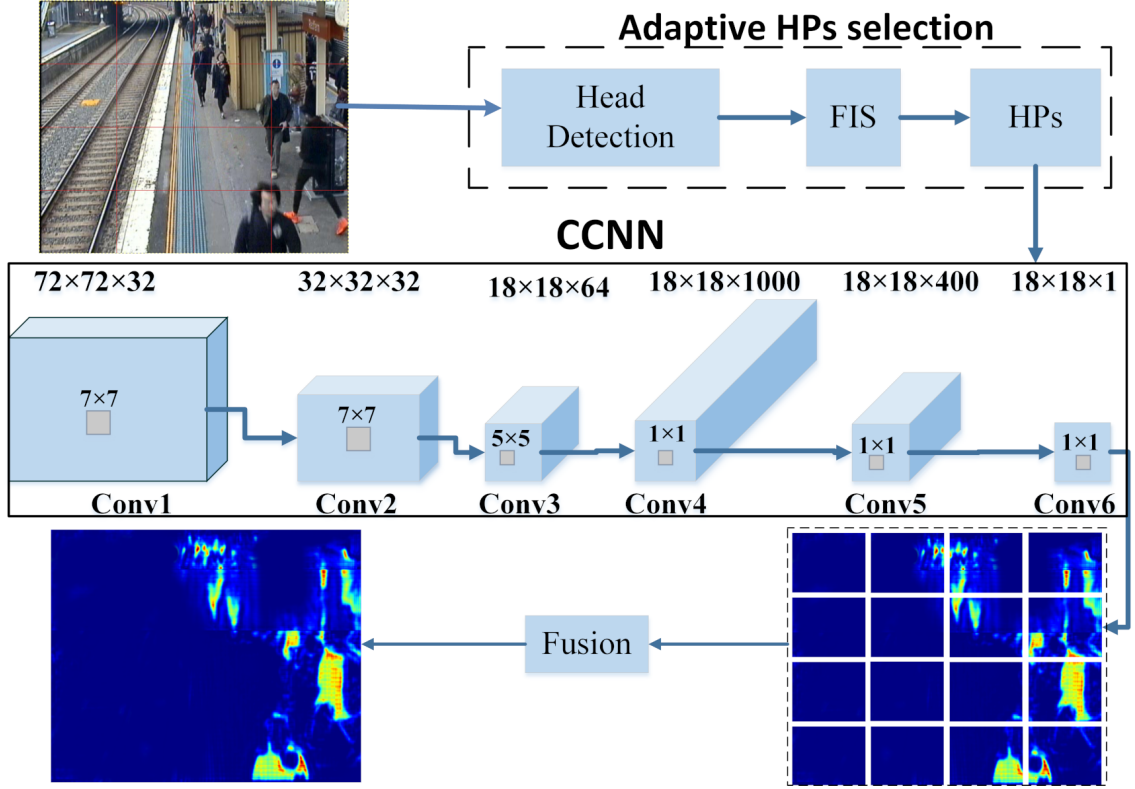 Adaptive HPs selection
Head
Detection
FIS
HPs
CCNN
72×72×32
32×32×32
18×18×64
18×18×1000
18×18×400
18×18×1
7×7
7×7
5×5
1×1
1×1
1×1
Conv1
Conv2
Conv3
Conv4
Conv5
Conv6
Fusion